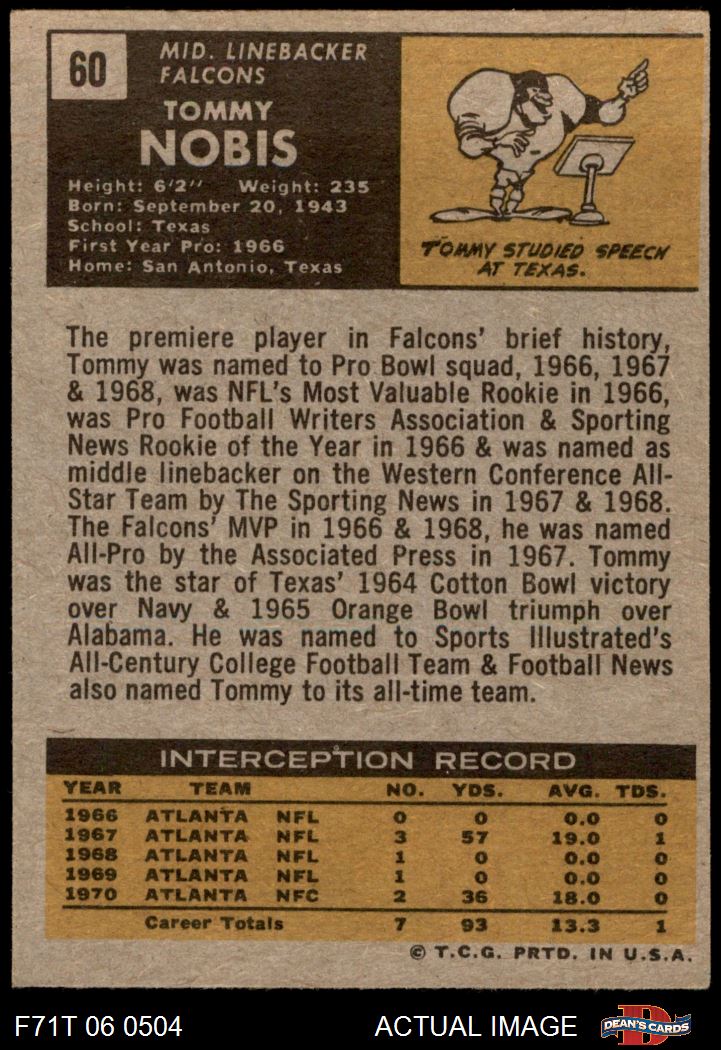 60
MID. LINEBACKER
FALCONS
TOMMY
NOBIS
Height: 6'2" Weight: 235
Born: September 20, 1943
School: Texas
First Year Pro: 1966
Home: San Antonio, Texas
TOMMY STUDIED SPEECH
AT TEXAS.
The premiere player in Falcons' brief history,
Tommy was named to Pro Bowl squad, 1966, 1967
& 1968, was NFL's Most Valuable Rookie in 1966,
was Pro Football Writers Association & Sporting
News Rookie of the Year in 1966 & was named as
middle linebacker on the Western Conference All-
Star Team by The Sporting News in 1967 & 1968.
The Falcons' MVP in 1966 & 1968, he was named
All-Pro by the Associated Press in 1967. Tommy
was the star of Texas' 1964 Cotton Bowl victory
over Navy & 1965 Orange Bowl triumph over
Alabama. He was named to Sports Illustrated's
All-Century College Football Team & Football News
also named Tommy to its all-time team.
INTERCEPTION RECORD
YEAR TEAM NO. YDS. AVG. TDS.
1966 ATLANTA NFL 0 0 0.0 0
1967 ATLANTA NFL 3 57 19.0 1
1968 ATLANTA NFL 1 0 0.0 0
1969 ATLANTA NFL 1 0 0.0 0
1970 ATLANTA NFC 2 36 18.0 0
Career Totals 7 93 13.3 1
© T.C.G. PRTD. IN U.S.A.
F71T 06 0504 ACTUAL IMAGE D DEAN'S CARDS